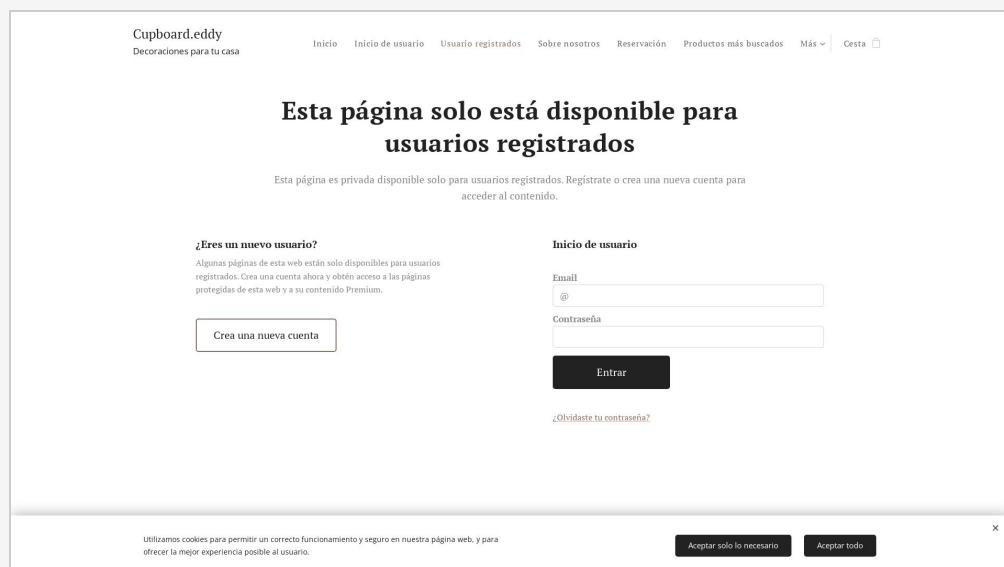 Cupboard.eddy
Decoraciones para tu casa
Inicio Inicio de usuario Usuario registrados Sobre nosotros Reservación Productos más buscados Más Cesta
Esta página solo está disponible para
usuarios registrados
Esta página es privada disponible solo para usuarios registrados. Regístrate o crea una nueva cuenta para
acceder al contenido.
¿Eres un nuevo usuario?
Algunas páginas de esta web están solo disponibles para usuarios
registrados. Crea una cuenta ahora y obtén acceso a las páginas
protegidas de esta web y a su contenido Premium.
Crea una nueva cuenta
Inicio de usuario
Email
@
Contraseña
Entrar
¿Olvidaste tu contraseña?
Utilizamos cookies para permitir un correcto funcionamiento y seguro en nuestra página web, y para
ofrecer la mejor experiencia posible al usuario.
Aceptar solo lo necesario
Aceptar todo